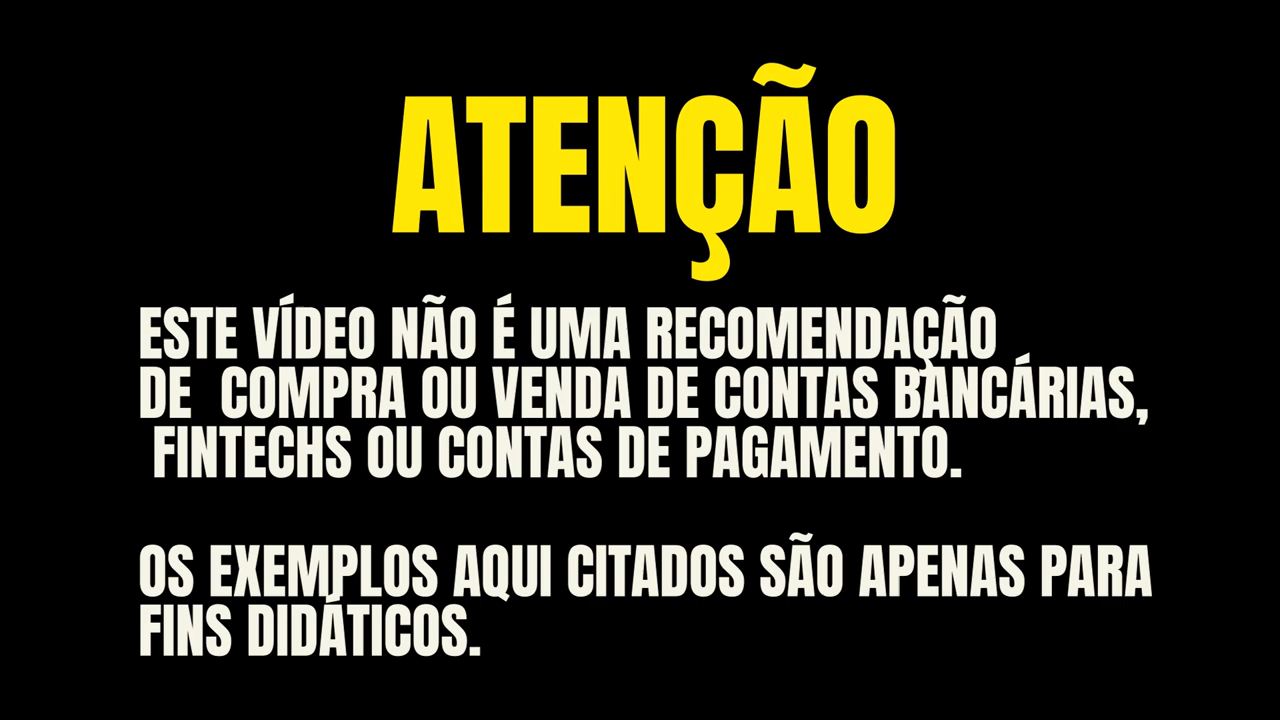 ATENÇÃO
ESTE VÍDEO NÃO É UMA RECOMENDAÇÃO
DE COMPRA OU VENDA DE CONTAS BANCÁRIAS,
FINTECHS OU CONTAS DE PAGAMENTO.
OS EXEMPLOS AQUI CITADOS SÃO APENAS PARA
FINS DIDÁTICOS.